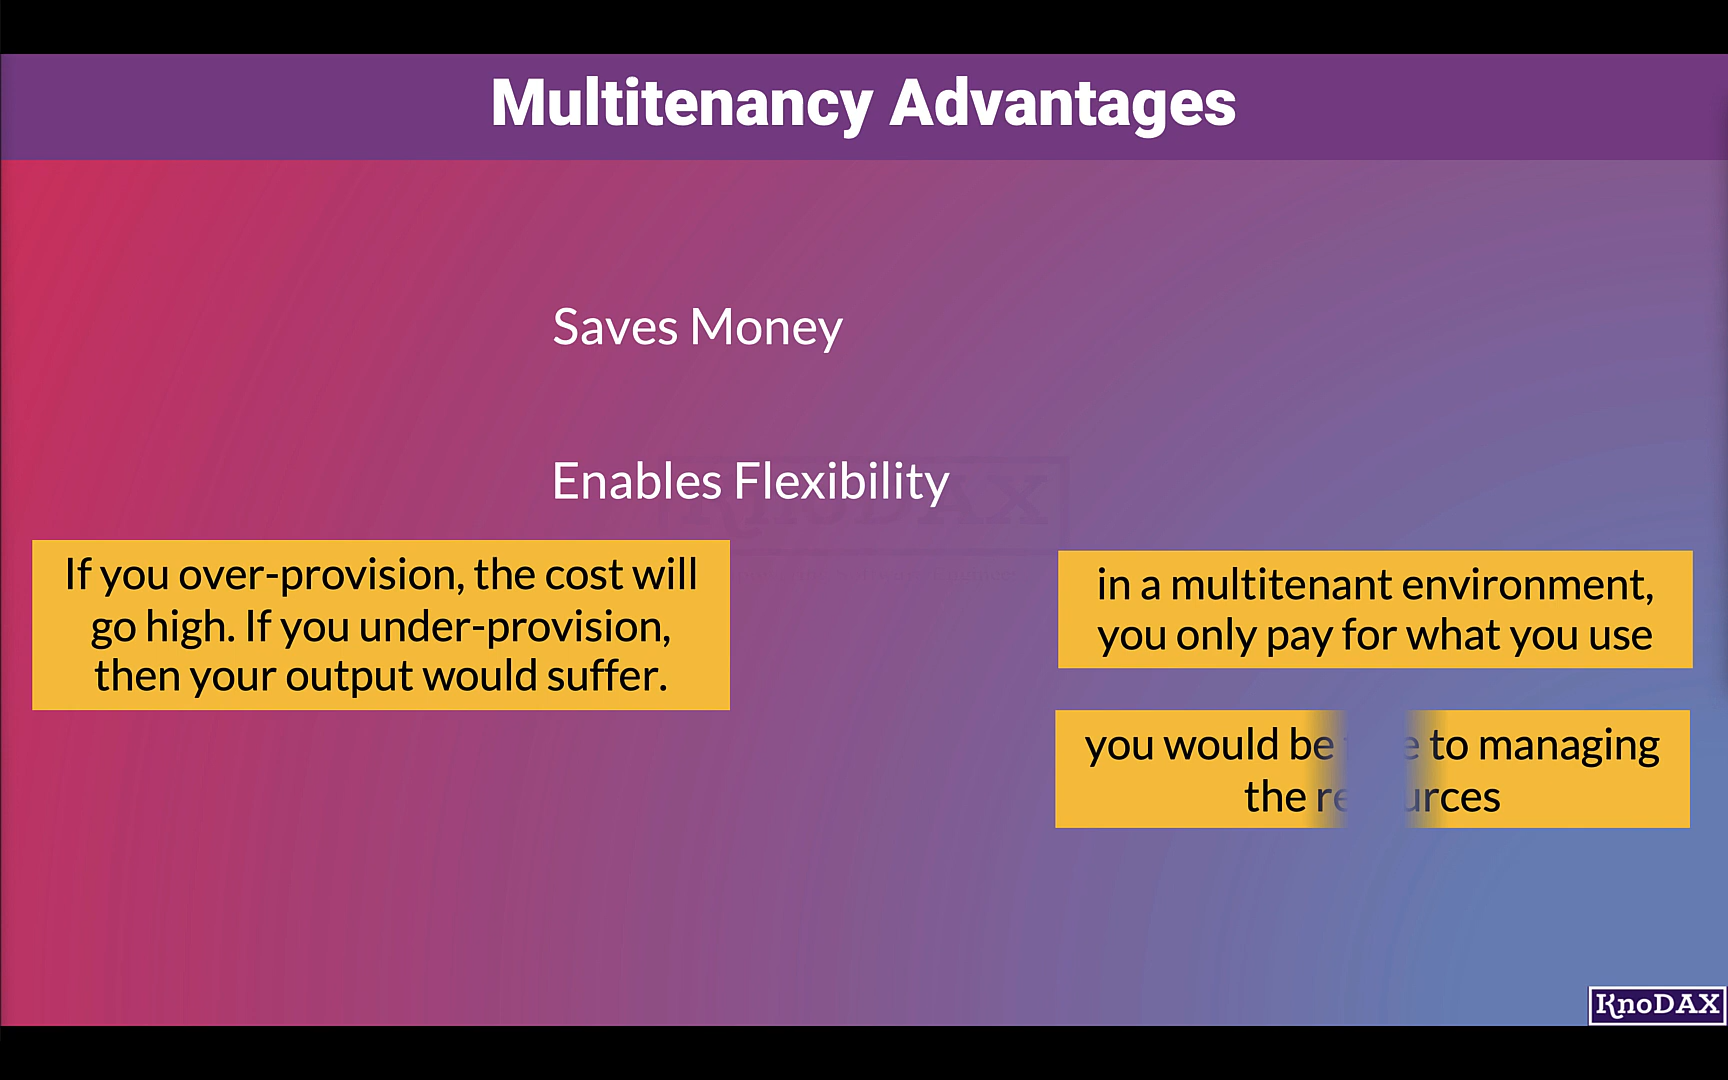 Multitenancy Advantages
Saves Money
Enables Flexibility
If you over-provision, the cost will
go high. If you under-provision,
then your output would suffer.
in a multitenant environment,
you only pay for what you use
you would be to managing
the
KnoDAX